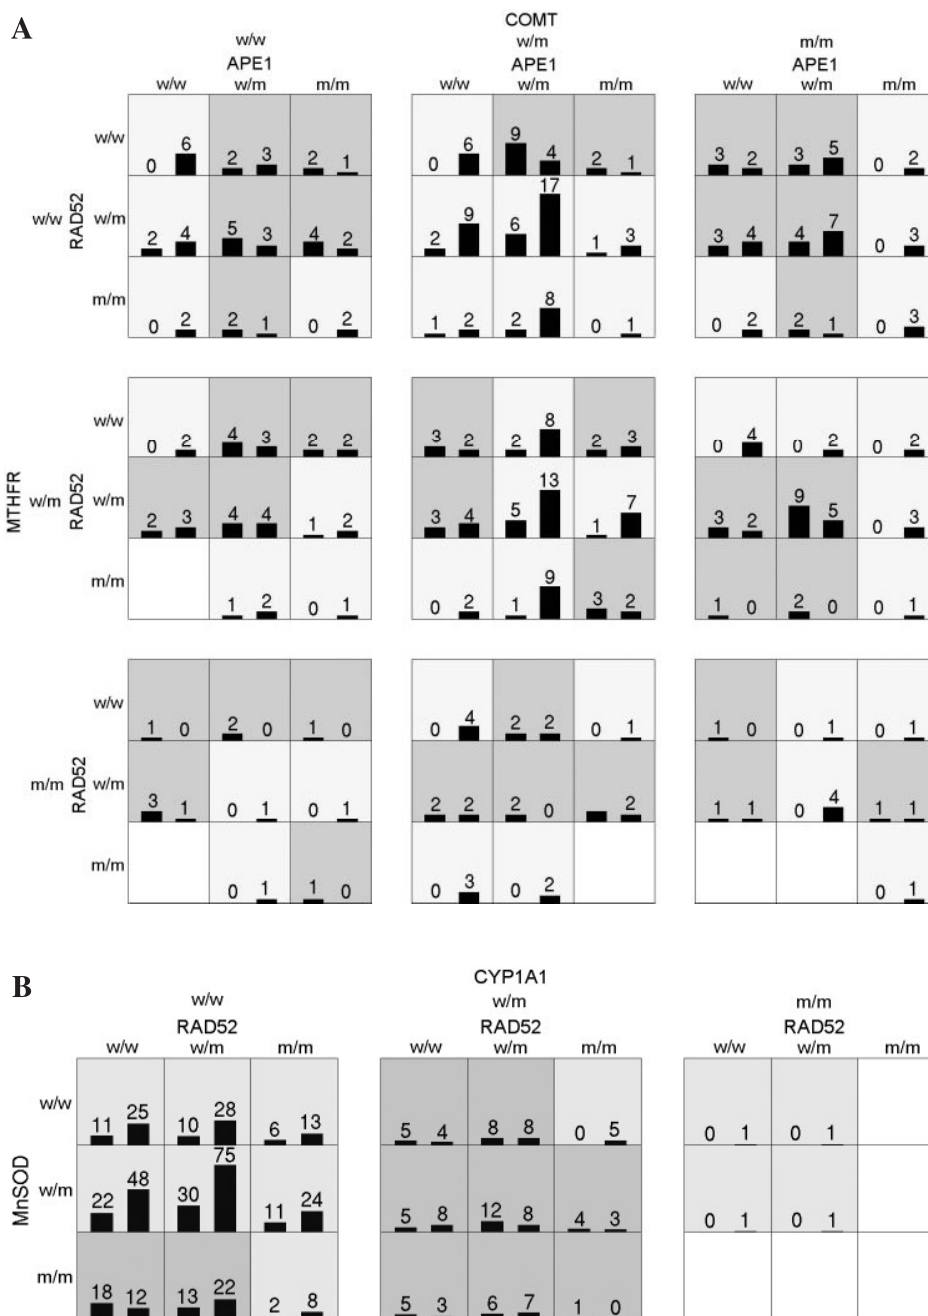 A
COMT
w/w w/m m/m
APE1 APE1 APE1
w/w w/m m/m w/w w/m m/m w/w w/m m/m
w/w 0 6 2 3 2 1 0 6 9 4 2 1 3 2 3 5 0 2
w/w RAD52 w/m 2 4 5 3 4 2 2 9 6 17 1 3 3 4 4 7 0 3
m/m 0 2 2 1 0 2 1 2 2 8 0 1 0 2 2 1 0 3
w/w 0 2 4 3 2 2 3 2 2 8 2 3 0 4 0 2 0 2
MTHFR w/m RAD52 w/m 2 3 4 4 1 2 3 4 5 13 1 7 3 2 9 5 0 3
m/m 1 2 0 1 0 2 1 9 3 2 1 0 2 0 0 1
w/w 1 0 2 0 1 0 0 4 2 2 0 1 1 0 0 1 0 1
m/m RAD52 w/m 3 1 0 1 0 1 2 2 2 0 2 1 1 0 4 1 1
m/m 0 1 1 0 0 3 0 2 0 1
B
CYP1A1
w/w w/m m/m
RAD52 RAD52 RAD52
w/w w/m m/m w/w w/m m/m w/w w/m m/m
w/w 11 25 10 28 6 13 5 4 8 8 0 5 0 1 0 1
MnSOD w/m 22 48 30 75 11 24 5 8 12 8 4 3 0 1 0 1
m/m 18 12 13 22 2 8 5 3 6 7 1 0